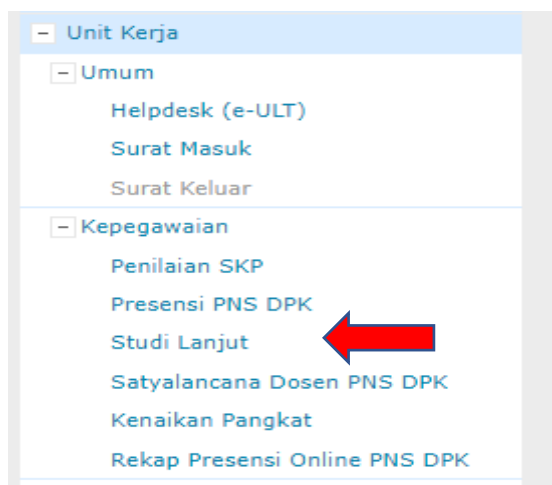 Unit Kerja
Umum
Helpdesk (e-ULT)
Surat Masuk
Surat Keluar
Kepegawaian
Penilaian SKP
Presensi PNS DPK
Studi Lanjut
Satyalancana Dosen PNS DPK
Kenaikan Pangkat
Rekap Presensi Online PNS DPK